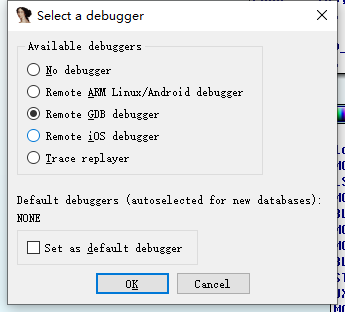 Select a debugger
Available debuggers
No debugger
Remote ARM Linux/Android debugger
Remote GDB debugger
Remote iOS debugger
Trace replayer
Default debuggers (autoselected for new databases):
NONE
Set as default debugger
OK
Cancel